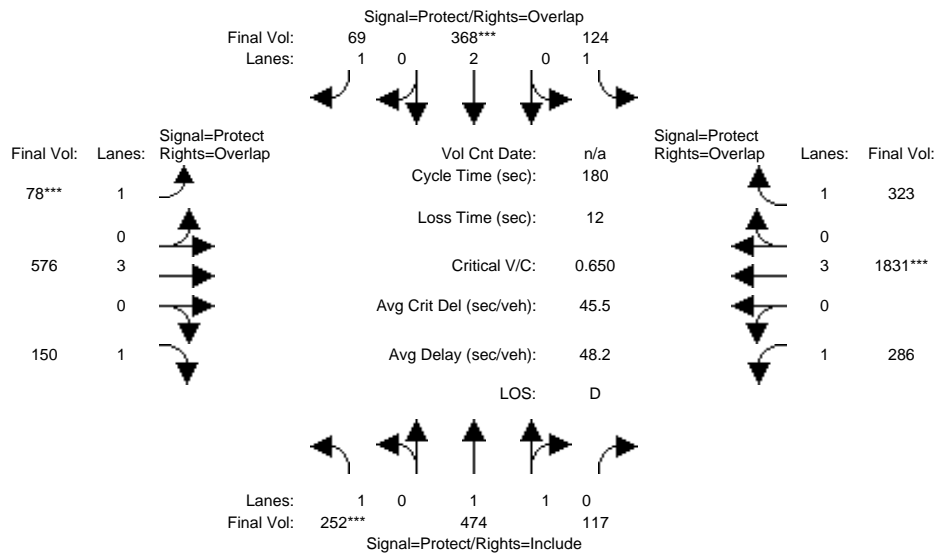 Signal=Protect/Rights=Overlap
Final Vol: 69 368*** 124
Lanes: 1 0 2 0 1
Signal=Protect Signal=Protect
Final Vol: Lanes: Rights=Overlap Vol Cnt Date: n/a Rights=Overlap Lanes: Final Vol:
Cycle Time (sec): 180
78*** 1 1 323
Loss Time (sec): 12
0 0
576 3 Critical V/C: 0.650 3 1831***
0 Avg Crit Del (sec/veh): 45.5 0
150 1 Avg Delay (sec/veh): 48.2 1 286
LOS: D
Lanes: 1 0 1 1 0
Final Vol: 252*** 474 117
Signal=Protect/Rights=Include